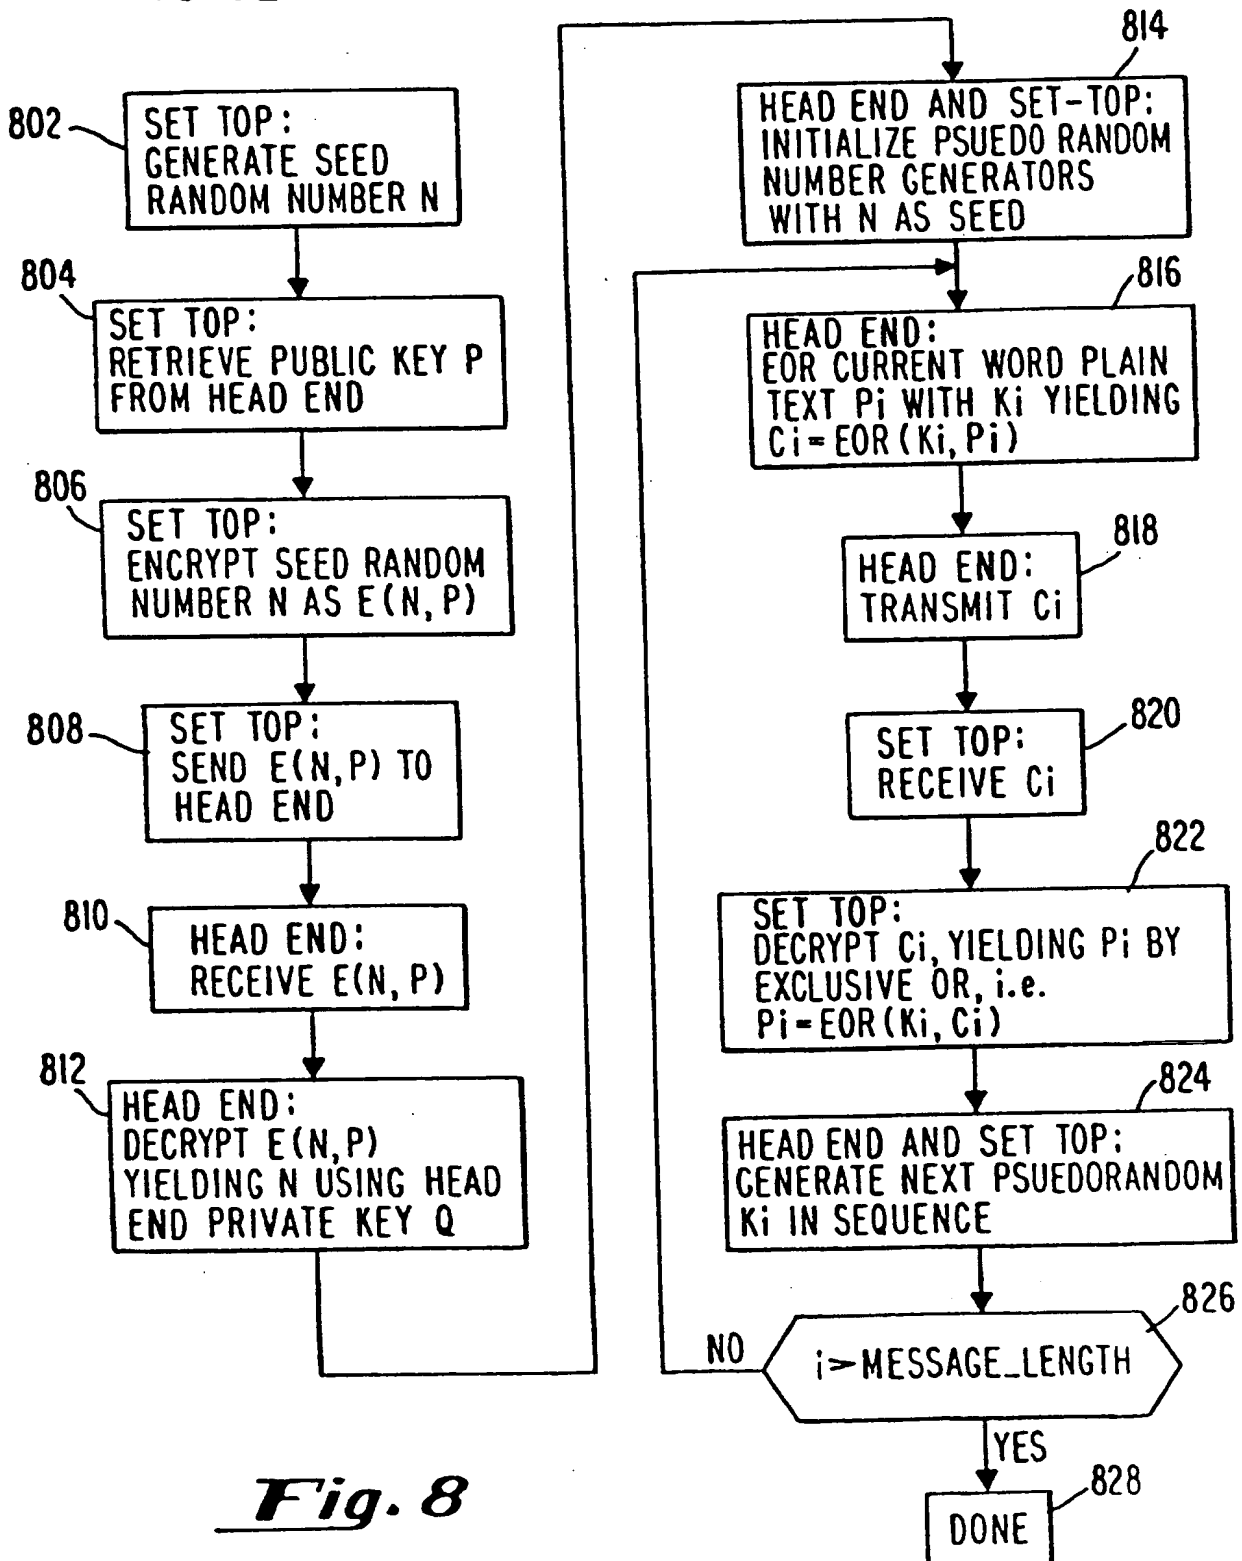 802
SET TOP:
GENERATE SEED
RANDOM NUMBER N
804
SET TOP:
RETRIEVE PUBLIC KEY P
FROM HEAD END
806
SET TOP:
ENCRYPT SEED RANDOM
NUMBER N AS E(N,P)
808
SET TOP:
SEND E(N,P) TO
HEAD END
810
HEAD END:
RECEIVE E(N,P)
812
HEAD END:
DECRYPT E(N,P)
YIELDING N USING HEAD
END PRIVATE KEY Q
814
HEAD END AND SET-TOP:
INITIALIZE PSUEDO RANDOM
NUMBER GENERATORS
WITH N AS SEED
816
HEAD END:
EOR CURRENT WORD PLAIN
TEXT Pi WITH Ki YIELDING
Ci=EOR(Ki,Pi)
818
HEAD END:
TRANSMIT Ci
820
SET TOP:
RECEIVE Ci
822
SET TOP:
DECRYPT Ci, YIELDING Pi BY
EXCLUSIVE OR, i.e.
Pi=EOR(Ki,Ci)
824
HEAD END AND SET TOP:
GENERATE NEXT PSUEDORANDOM
Ki IN SEQUENCE
826
i>MESSAGE_LENGTH
NO
YES
828
DONE
Fig. 8